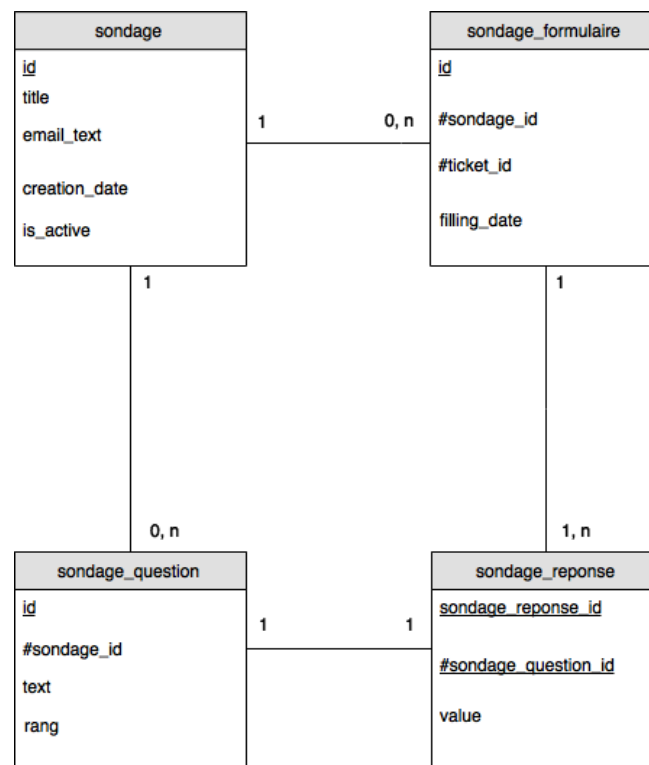 sondage
id
title
email_text
creation_date
is_active
1
0, n
sondage_formulaire
id
#sondage_id
#ticket_id
filling_date
1
1
0, n
1, n
sondage_question
id
#sondage_id
text
rang
1
1
sondage_reponse
sondage_reponse_id
#sondage_question_id
value